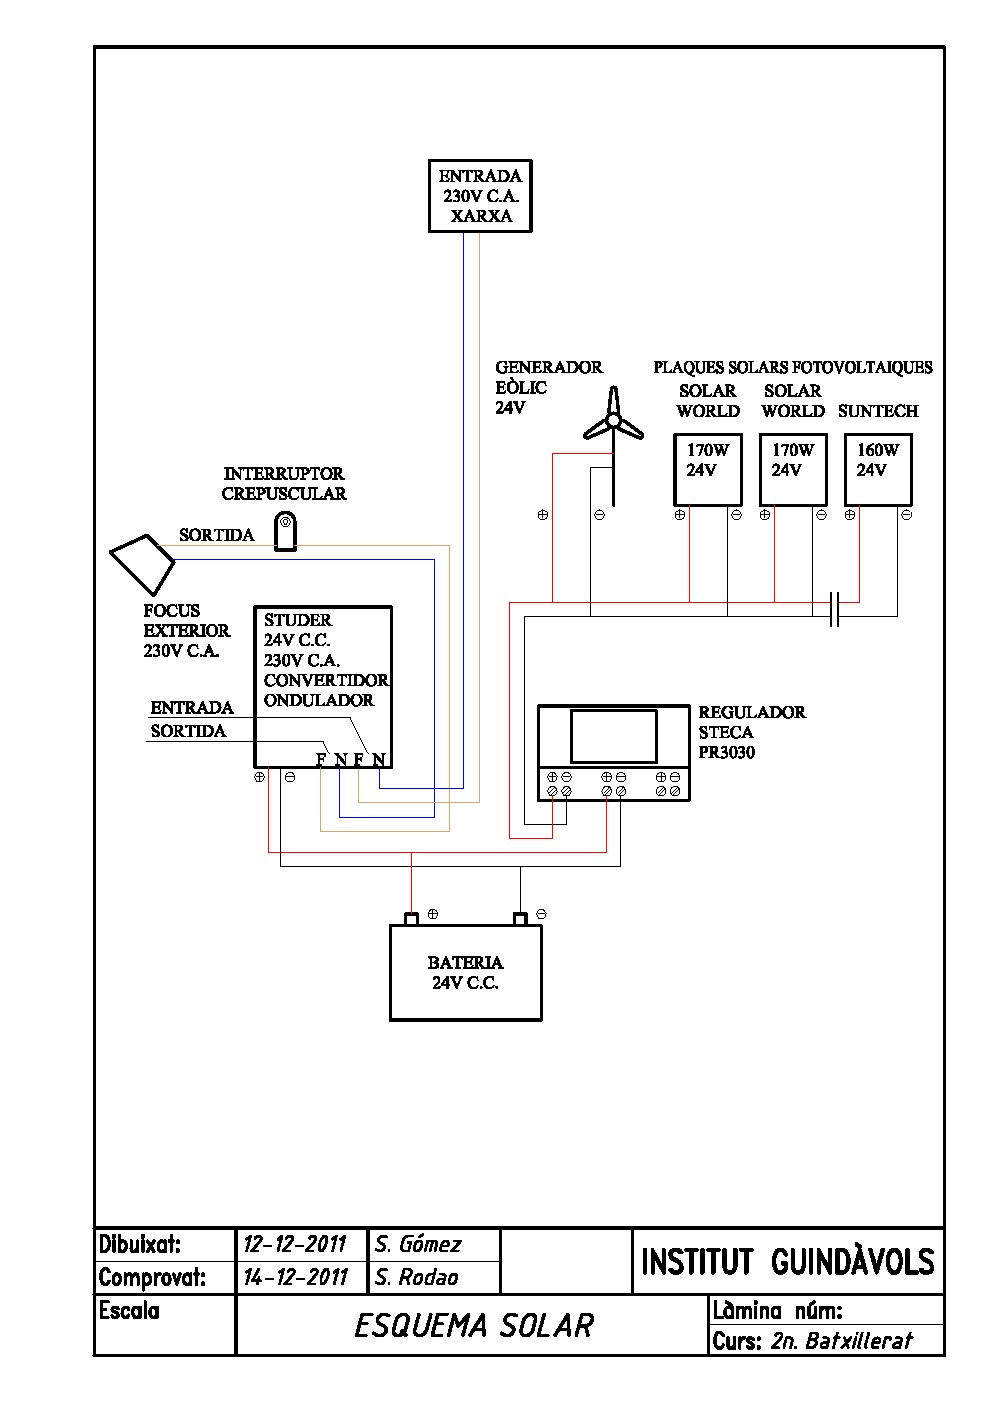 ENTRADA
230V C.A.
XARXA
GENERADOR
EÒLIC
24V
PLAQUES SOLARS FOTOVOLTAIQUES
SOLAR
WORLD
SOLAR
WORLD
SUNTECH
170W
24V
170W
24V
160W
24V
INTERRUPTOR
CREPUSCULAR
SORTIDA
FOCUS
EXTERIOR
230V C.A.
STUDER
24V C.C.
230V C.A.
CONVERTIDOR
ONDULADOR
ENTRADA
SORTIDA
F N F N
REGULADOR
STECA
PR3030
BATERIA
24V C.C.
Dibuixat: 12-12-2011 S. Gómez
Comprovat: 14-12-2011 S. Rodao
INSTITUT GUINDÀVOLS
Escala
ESQUEMA SOLAR
Làmina núm:
Curs: 2n. Batxillerat